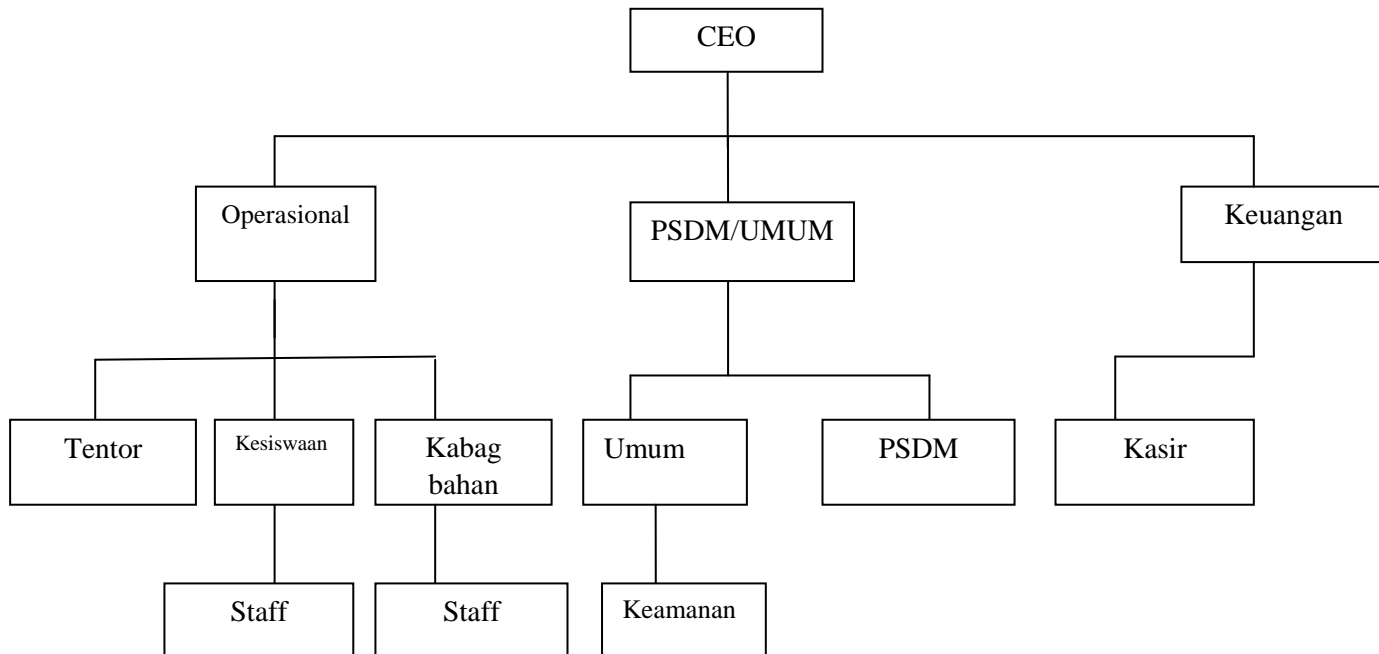 CEO
Operasional
PSDM/UMUM
Keuangan
Tentor
Kesiswaan
Kabag
bahan
Umum
PSDM
Kasir
Staff
Staff
Keamanan